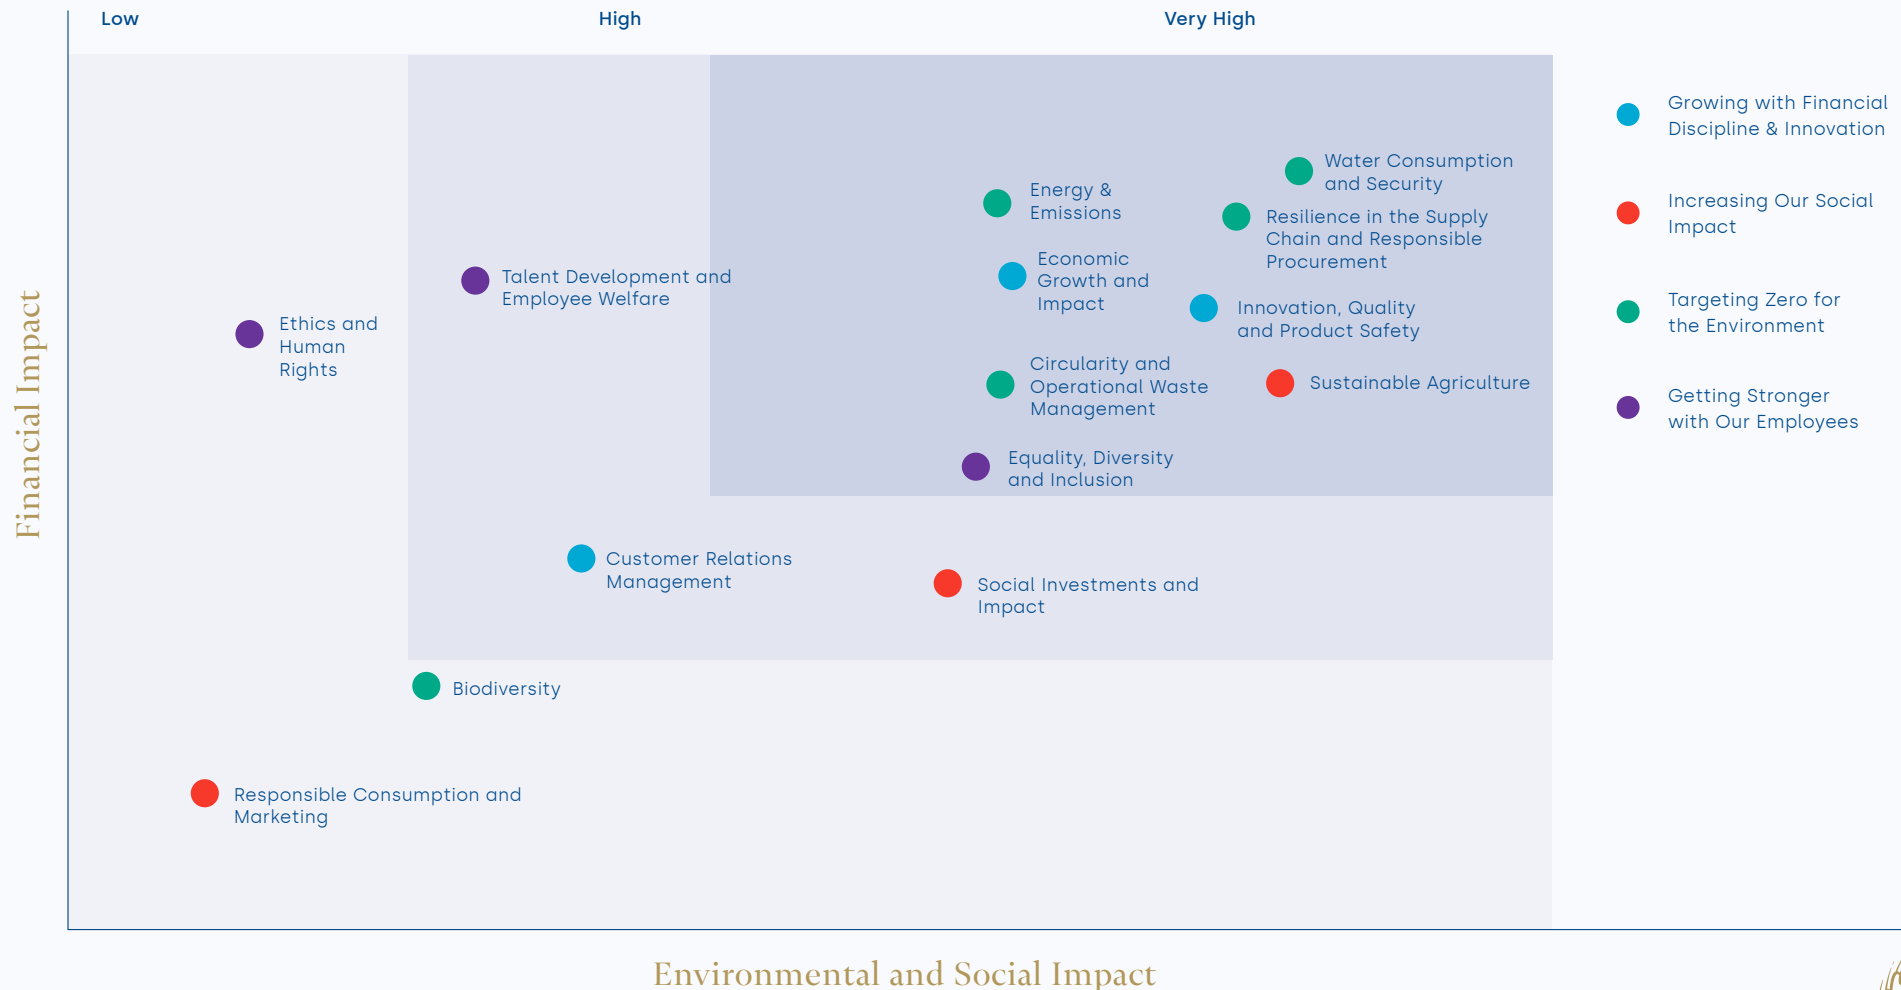 Low
High
Very High
Financial Impact
Water Consumption
and Security
Energy &
Emissions
Resilience in the Supply
Chain and Responsible
Procurement
Economic
Growth and
Impact
Talent Development and
Employee Welfare
Innovation, Quality
and Product Safety
Ethics and
Human
Rights
Circularity and
Operational Waste
Management
Sustainable Agriculture
Equality, Diversity
and Inclusion
Customer Relations
Management
Social Investments and
Impact
Biodiversity
Responsible Consumption and
Marketing
Environmental and Social Impact
Growing with Financial
Discipline & Innovation
Increasing Our Social
Impact
Targeting Zero for
the Environment
Getting Stronger
with Our Employees